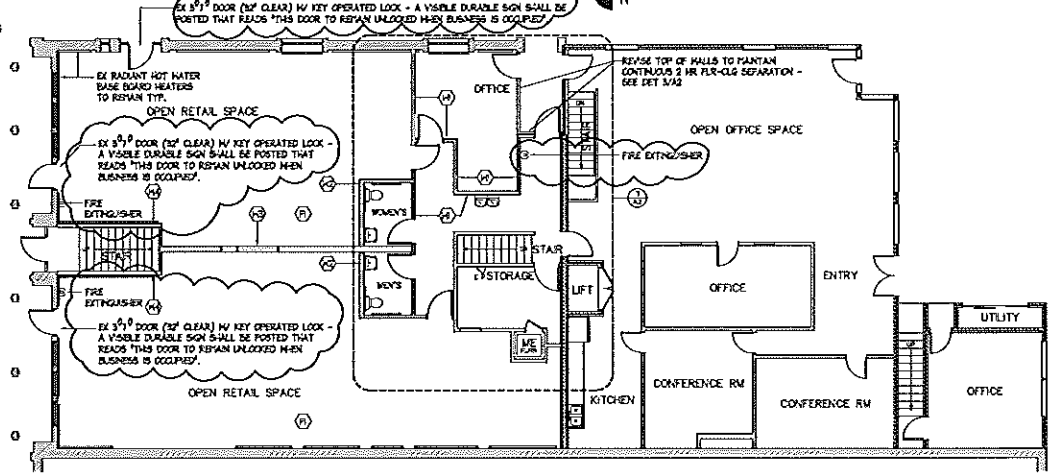 EX 3⁰7⁰ DOOR (32" CLEAR) W/ KEY OPERATED LOCK - A VISIBLE DURABLE SIGN SHALL BE
POSTED THAT READS "THIS DOOR TO REMAIN UNLOCKED WHEN BUSINESS IS OCCUPIED".
N
EX RADIANT HOT WATER
BASE BOARD HEATERS
TO REMAIN TYP.
OPEN RETAIL SPACE
OFFICE
REVISE TOP OF WALLS TO MANTAN
CONTINUOUS 2 HR FLR-CLG SEPARATION -
SEE DET 3/A2
OPEN OFFICE SPACE
EX 3⁰7⁰ DOOR (32" CLEAR) W/ KEY OPERATED LOCK -
A VISIBLE DURABLE SIGN SHALL BE POSTED THAT
READS "THIS DOOR TO REMAIN UNLOCKED WHEN
BUSINESS IS OCCUPIED".
FIRE EXTINGUISHER
DN
FIRE
EXTINGUISHER
WOMEN'S
STAIR
STAIR
STORAGE
LIFT
OFFICE
ENTRY
MEN'S
FIRE
EXTINGUISHER
EX 3⁰7⁰ DOOR (32" CLEAR) W/ KEY OPERATED LOCK -
A VISIBLE DURABLE SIGN SHALL BE POSTED THAT
READS "THIS DOOR TO REMAIN UNLOCKED WHEN
BUSINESS IS OCCUPIED".
UTILITY
UP
OPEN RETAIL SPACE
KITCHEN
CONFERENCE RM
CONFERENCE RM
OFFICE